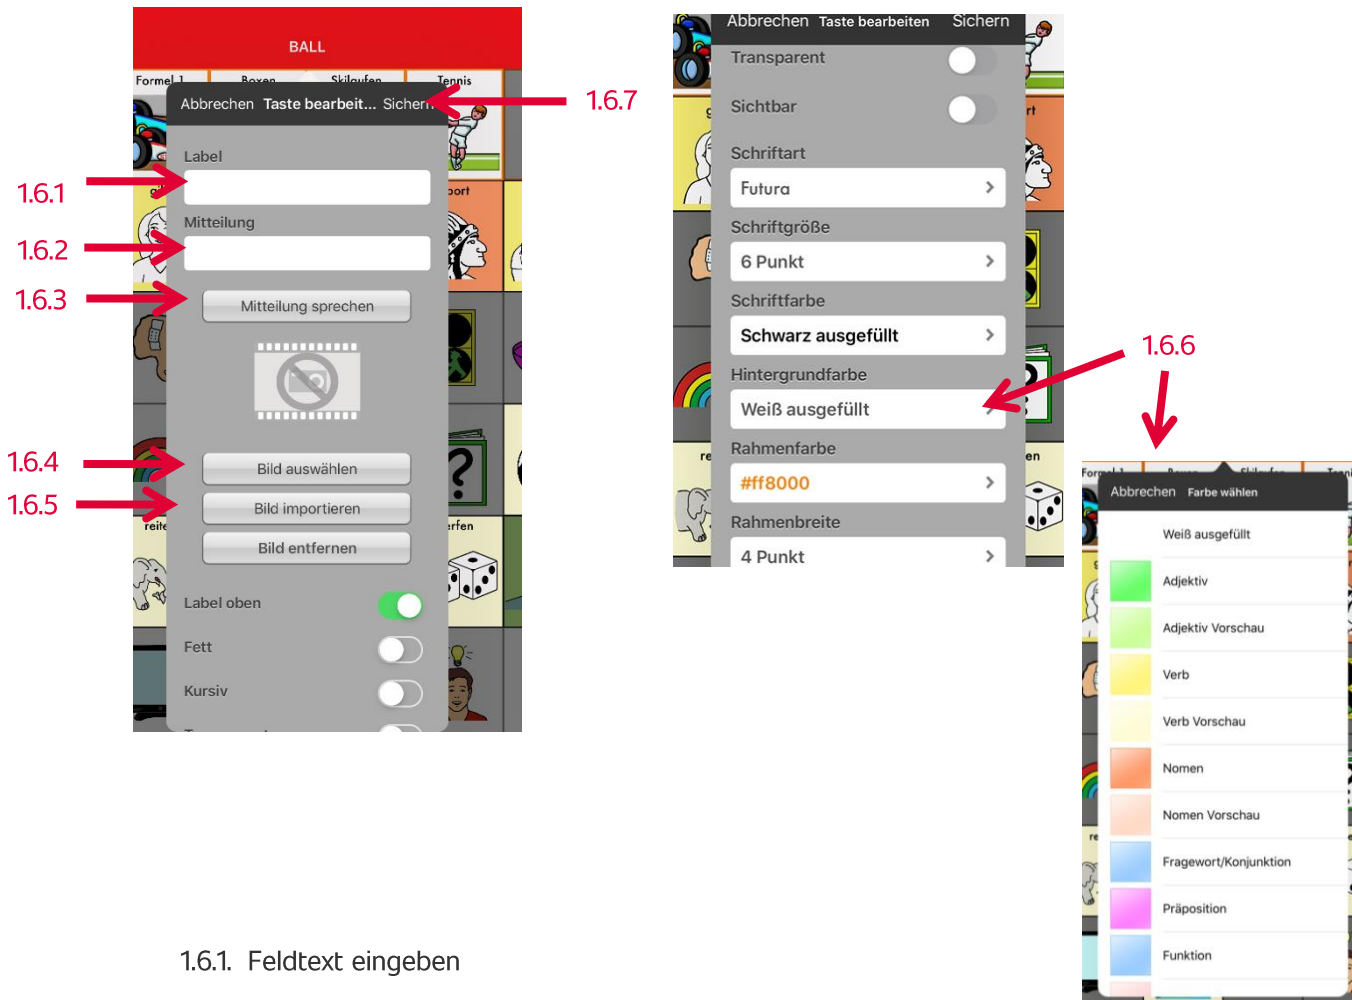 BALL
Formel 1 Boxen Skilaufen Tennis
Abbrechen Taste bearbeit... Sichern
1.6.7
Label
1.6.1
Mitteilung
1.6.2
1.6.3
Mitteilung sprechen
1.6.4
Bild auswählen
1.6.5
Bild importieren
Bild entfernen
Label oben
Fett
Kursiv
Abbrechen Taste bearbeiten Sichern
Transparent
Sichtbar
Schriftart
Futura
Schriftgröße
6 Punkt
Schriftfarbe
Schwarz ausgefüllt
1.6.6
Hintergrundfarbe
Weiß ausgefüllt
Rahmenfarbe
#ff8000
Rahmenbreite
4 Punkt
Abbrechen Farbe wählen
Weiß ausgefüllt
Adjektiv
Adjektiv Vorschau
Verb
Verb Vorschau
Nomen
Nomen Vorschau
Fragewort/Konjunktion
Präposition
Funktion
1.6.1. Feldtext eingeben